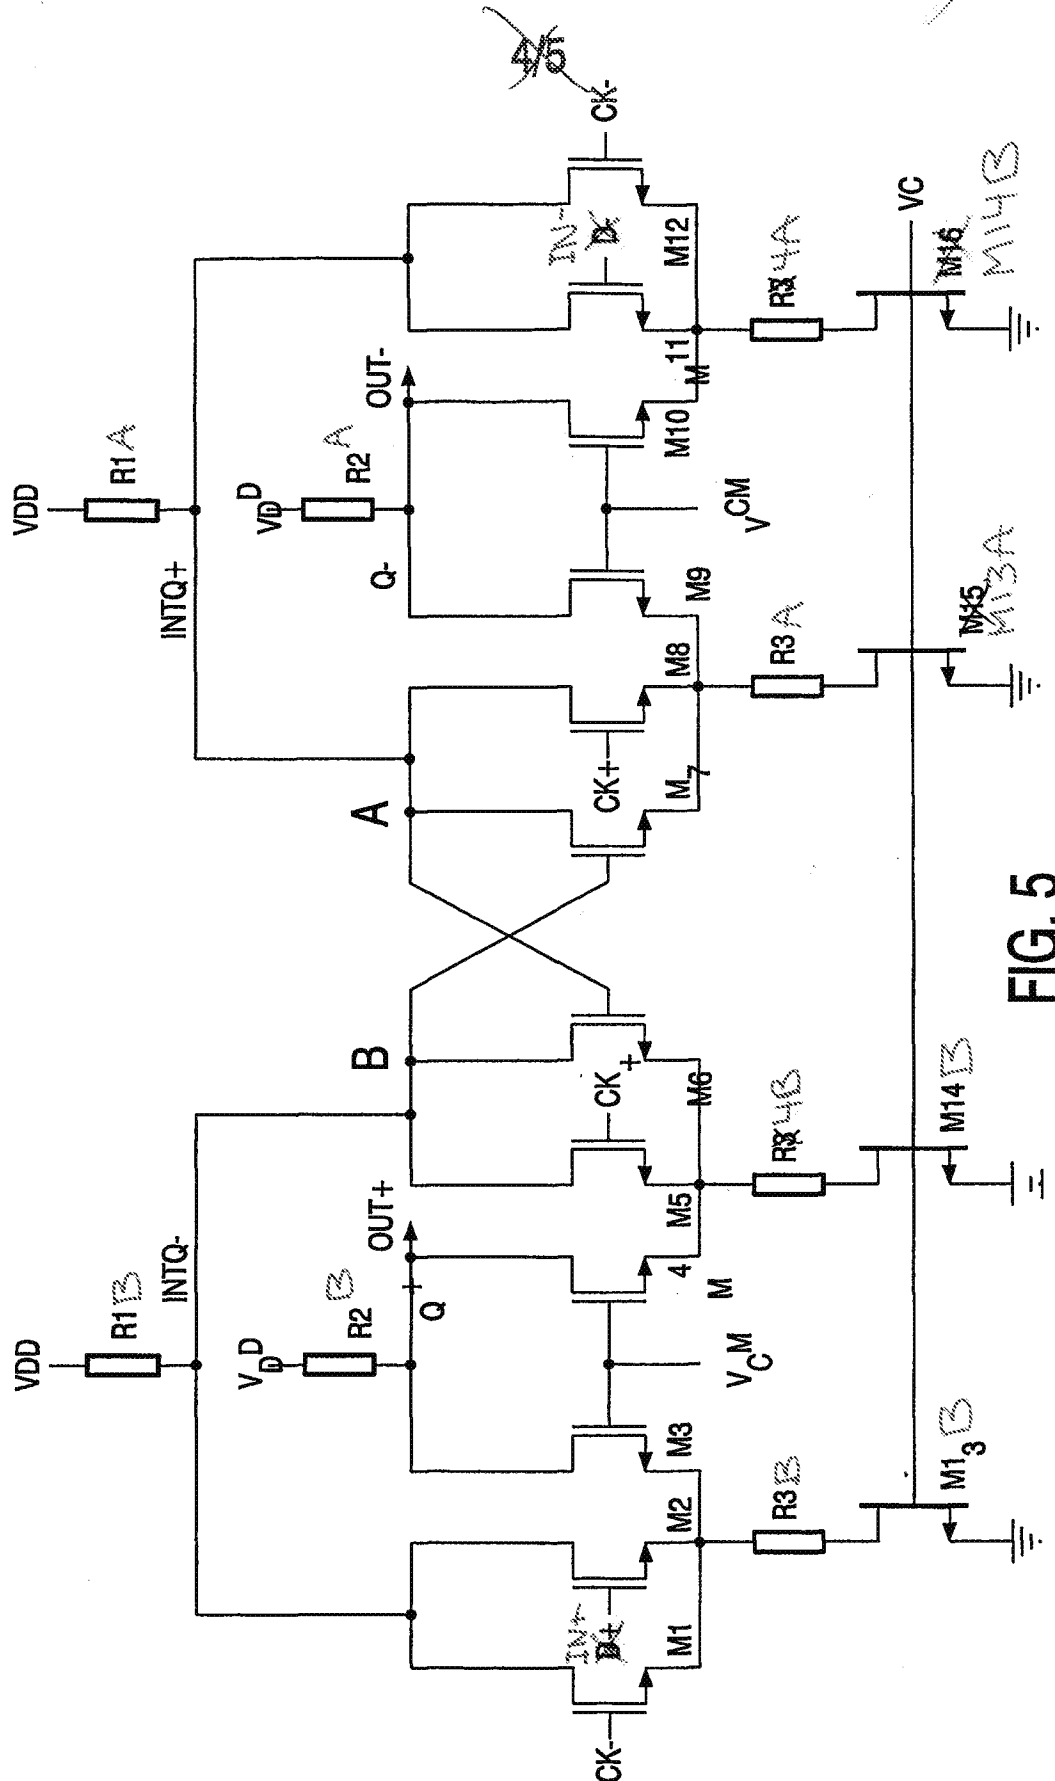 4/5
VDD
R1B
INTQ-
VDD
R1A
INTQ+
VDD
R2B
Q+
OUT+
VDD
R2A
Q-
OUT-
B
A
CK-
IN+
D+
CK+
CK+
IN-
D-
CK-
M1
M2
M3
VCM
M4
M5
M6
M7
M8
M9
VCM
M10
M11
M12
R3B
R3 4B
R3A
R3 4A
M13B
M14B
M15
M13A
M16
M14B
VC
FIG. 5